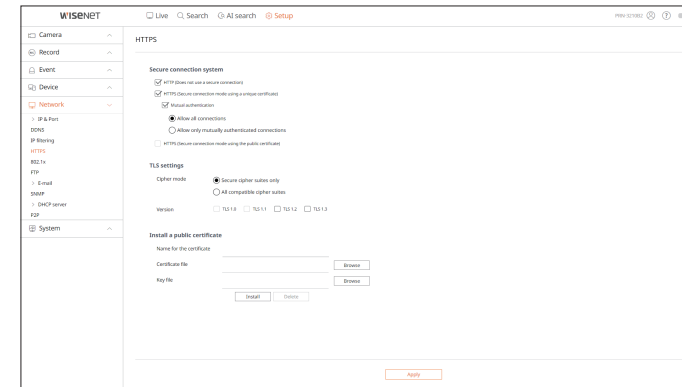 WISENET
Live Search AI search Setup
Camera
Record
Event
Device
Network
> IP & Port
DDNS
IP filtering
HTTPS
802.1x
FTP
> E-mail
SNMP
> DHCP server
P2P
System
HTTPS
Secure connection system
HTTP (Does not use a secure connection)
HTTPS (Secure connection mode using a unique certificate)
Mutual authentication
Allow all connections
Allow only mutually authenticated connections
HTTPS (Secure connection mode using the public certificate)
TLS settings
Cipher mode
Secure cipher suites only
All compatible cipher suites
Version TLS 1.0 TLS 1.1 TLS 1.2 TLS 1.3
Install a public certificate
Name for the certificate
Certificate file Browse
Key file Browse
Install Delete
Apply